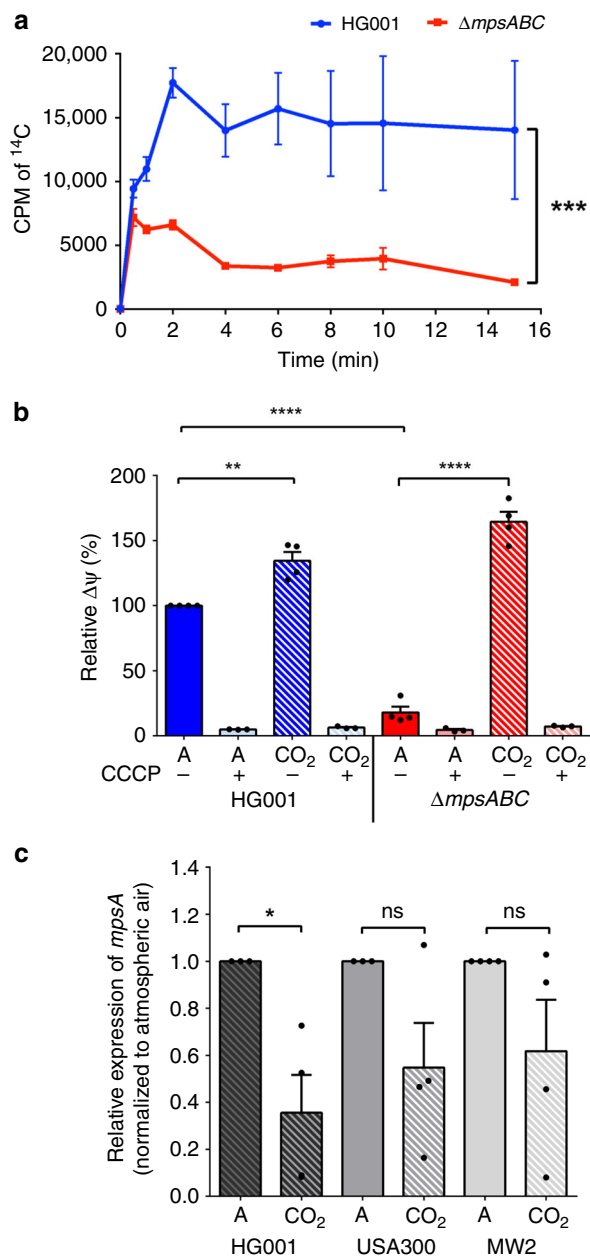 a
HG001 ΔmpsABC
20,000
15,000
10,000
5000
0
CPM of ¹⁴C
0 2 4 6 8 10 12 14 16
Time (min)
***
b
****
** ****
200
150
100
50
0
Relative Δψ (%)
A A CO₂ CO₂ A A CO₂ CO₂
CCCP − + − + − + − +
HG001 ΔmpsABC
c
1.4
1.2
1.0
0.8
0.6
0.4
0.2
0.0
Relative expression of mpsA
(normalized to atmospheric air)
* ns ns
A CO₂ A CO₂ A CO₂
HG001 USA300 MW2